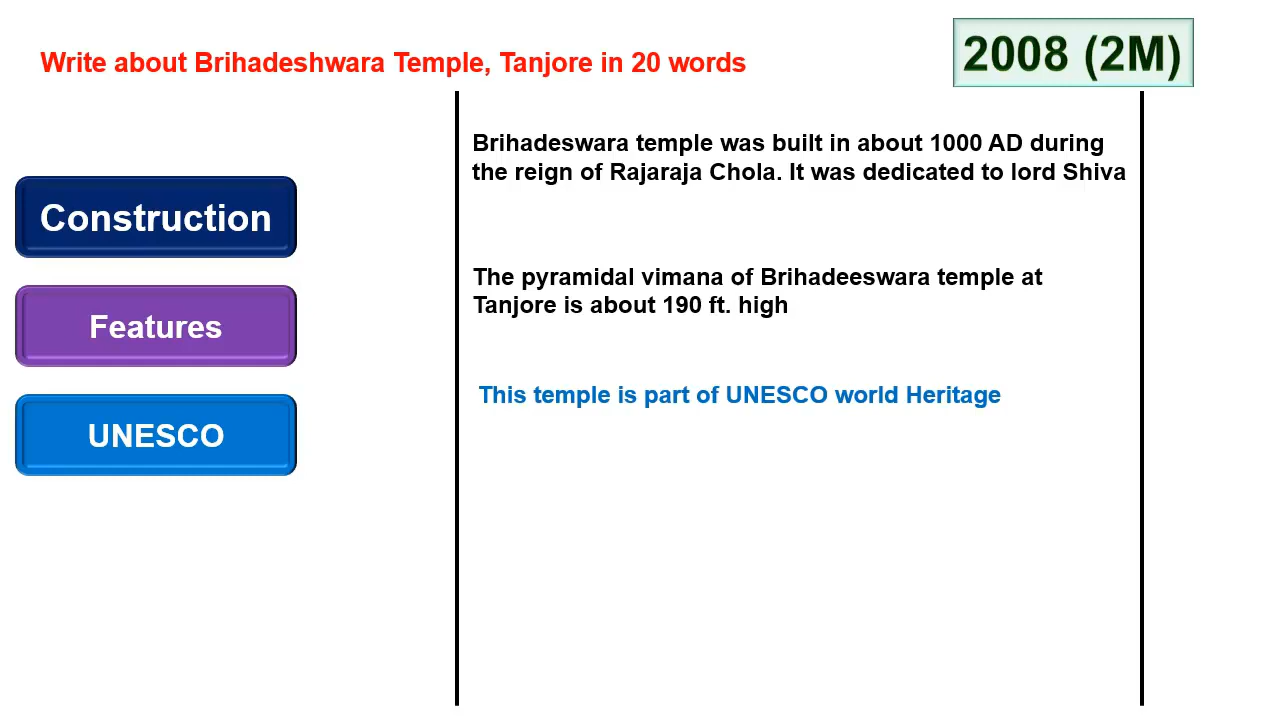 Write about Brihadeshwara Temple, Tanjore in 20 words
2008 (2M)
Construction
Brihadeswara temple was built in about 1000 AD during
the reign of Rajaraja Chola. It was dedicated to lord Shiva
Features
The pyramidal vimana of Brihadeeswara temple at
Tanjore is about 190 ft. high
UNESCO
This temple is part of UNESCO world Heritage